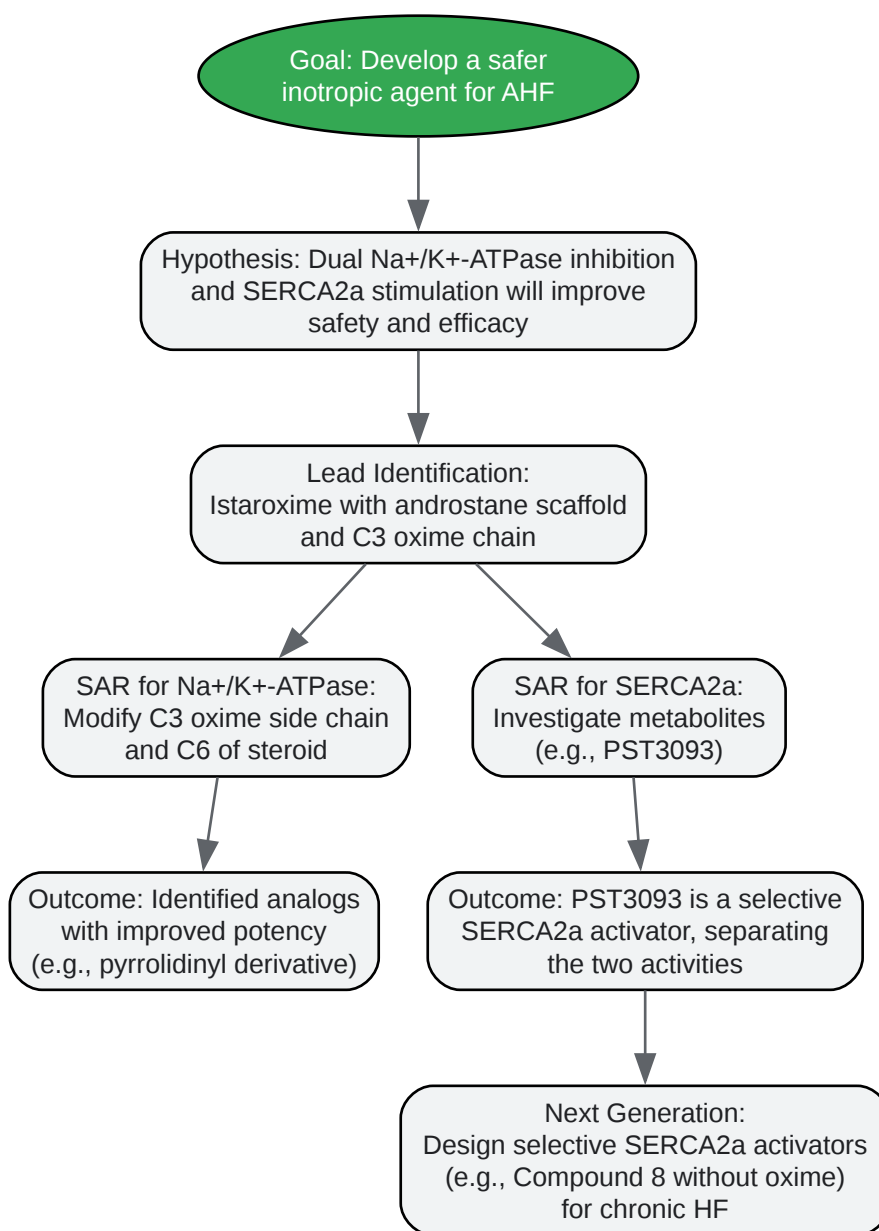 Goal: Develop a safer
inotropic agent for AHF
Hypothesis: Dual Na+/K+-ATPase inhibition
and SERCA2a stimulation will improve
safety and efficacy
Lead Identification:
Istaroxime with androstane scaffold
and C3 oxime chain
SAR for Na+/K+-ATPase:
Modify C3 oxime side chain
and C6 of steroid
SAR for SERCA2a:
Investigate metabolites
(e.g., PST3093)
Outcome: Identified analogs
with improved potency
(e.g., pyrrolidinyl derivative)
Outcome: PST3093 is a selective
SERCA2a activator, separating
the two activities
Next Generation:
Design selective SERCA2a activators
(e.g., Compound 8 without oxime)
for chronic HF